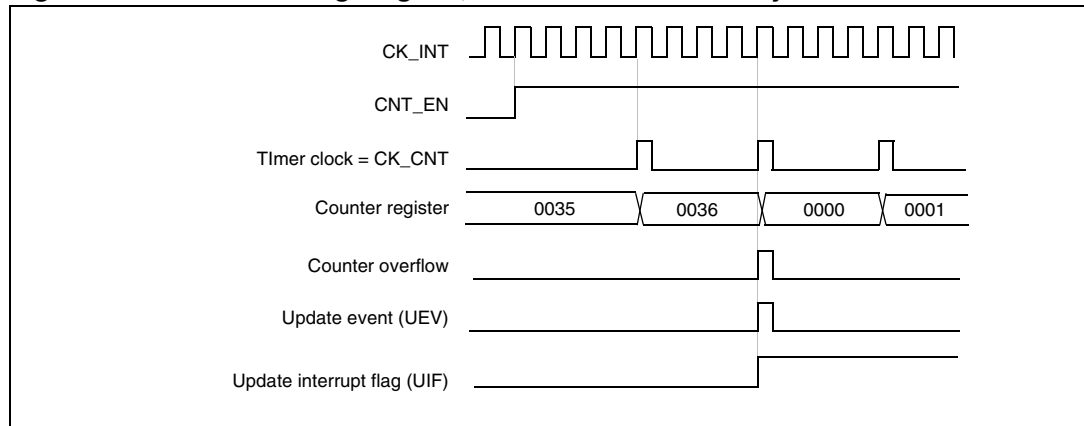 CK_INT
CNT_EN
TImer clock = CK_CNT
Counter register 0035 0036 0000 0001
Counter overflow
Update event (UEV)
Update interrupt flag (UIF)